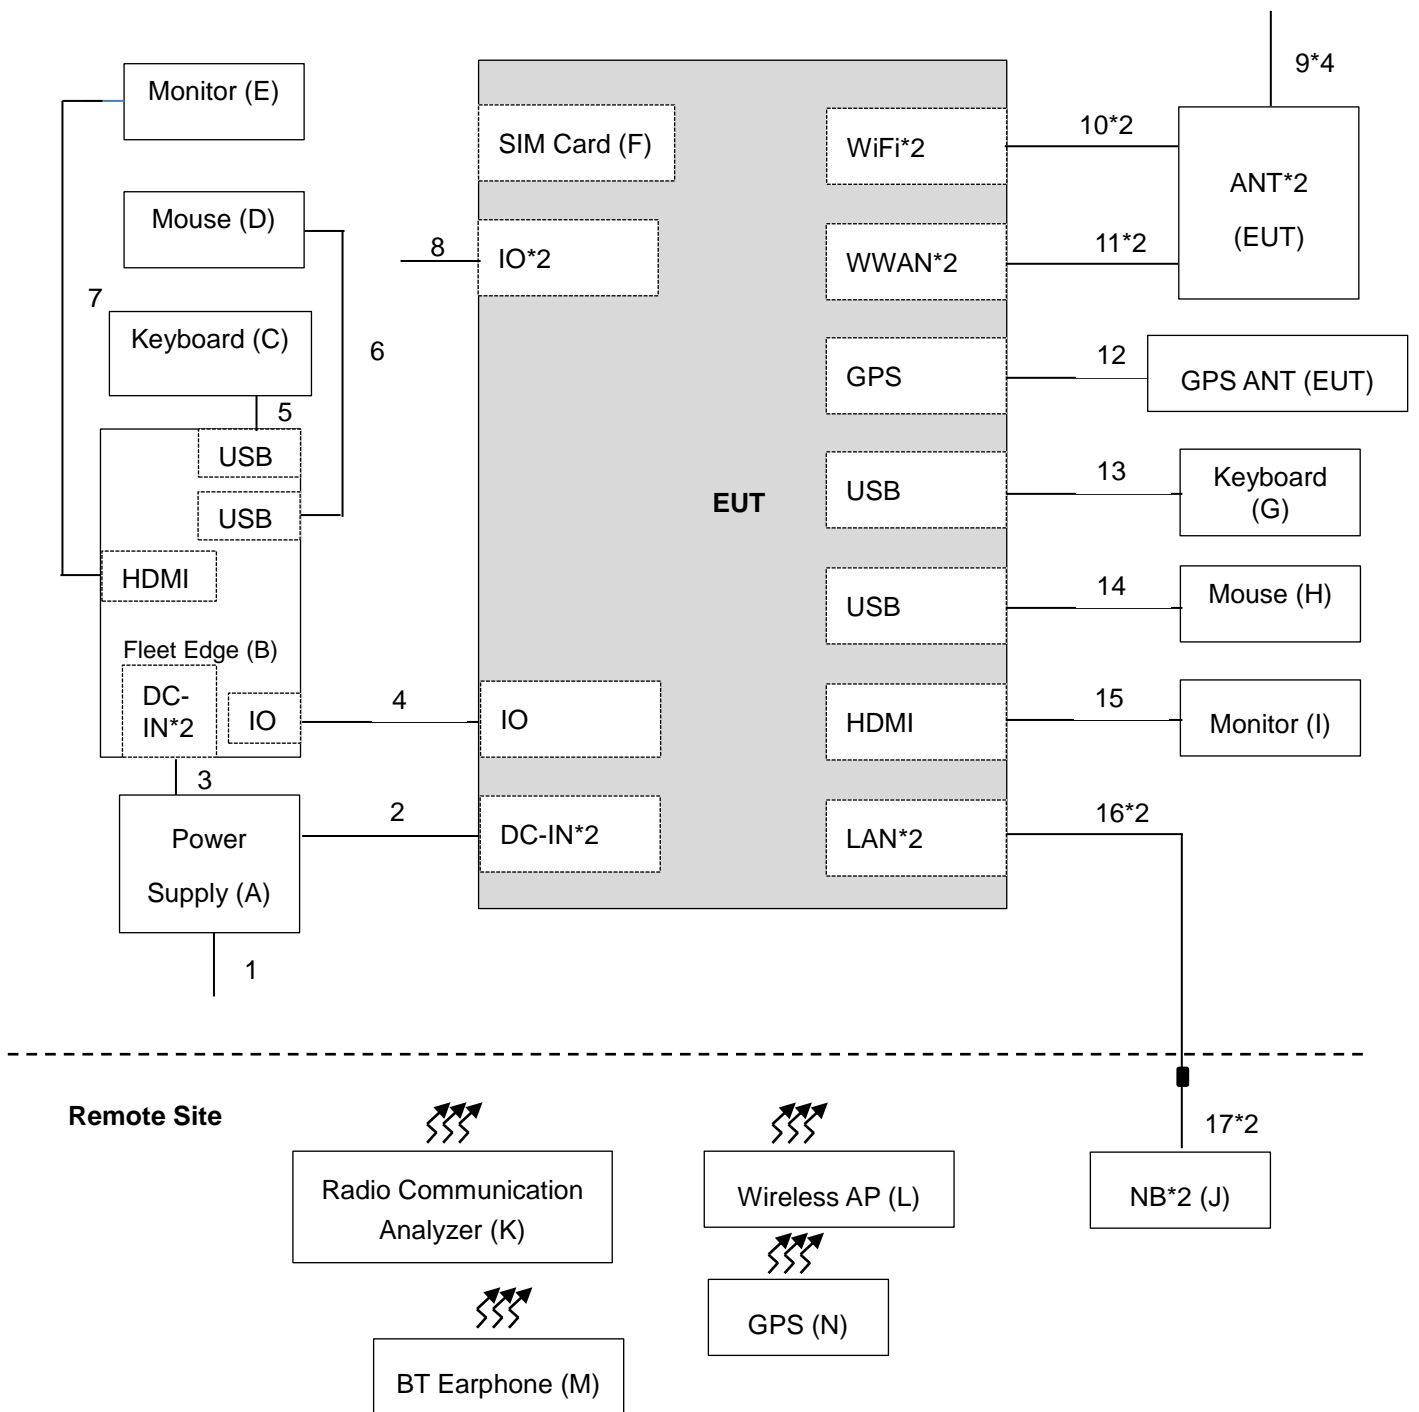 9*4
Monitor (E)
SIM Card (F)
WiFi*2
10*2
ANT*2
(EUT)
Mouse (D)
8
IO*2
WWAN*2
11*2
7
Keyboard (C)
6
GPS
12
GPS ANT (EUT)
5
USB
USB
EUT
USB
13
Keyboard
(G)
HDMI
USB
14
Mouse (H)
Fleet Edge (B)
DC-
IN*2
IO
4
IO
HDMI
15
Monitor (I)
3
Power
Supply (A)
2
DC-IN*2
LAN*2
16*2
1
Remote Site
17*2
Radio Communication
Analyzer (K)
Wireless AP (L)
NB*2 (J)
GPS (N)
BT Earphone (M)